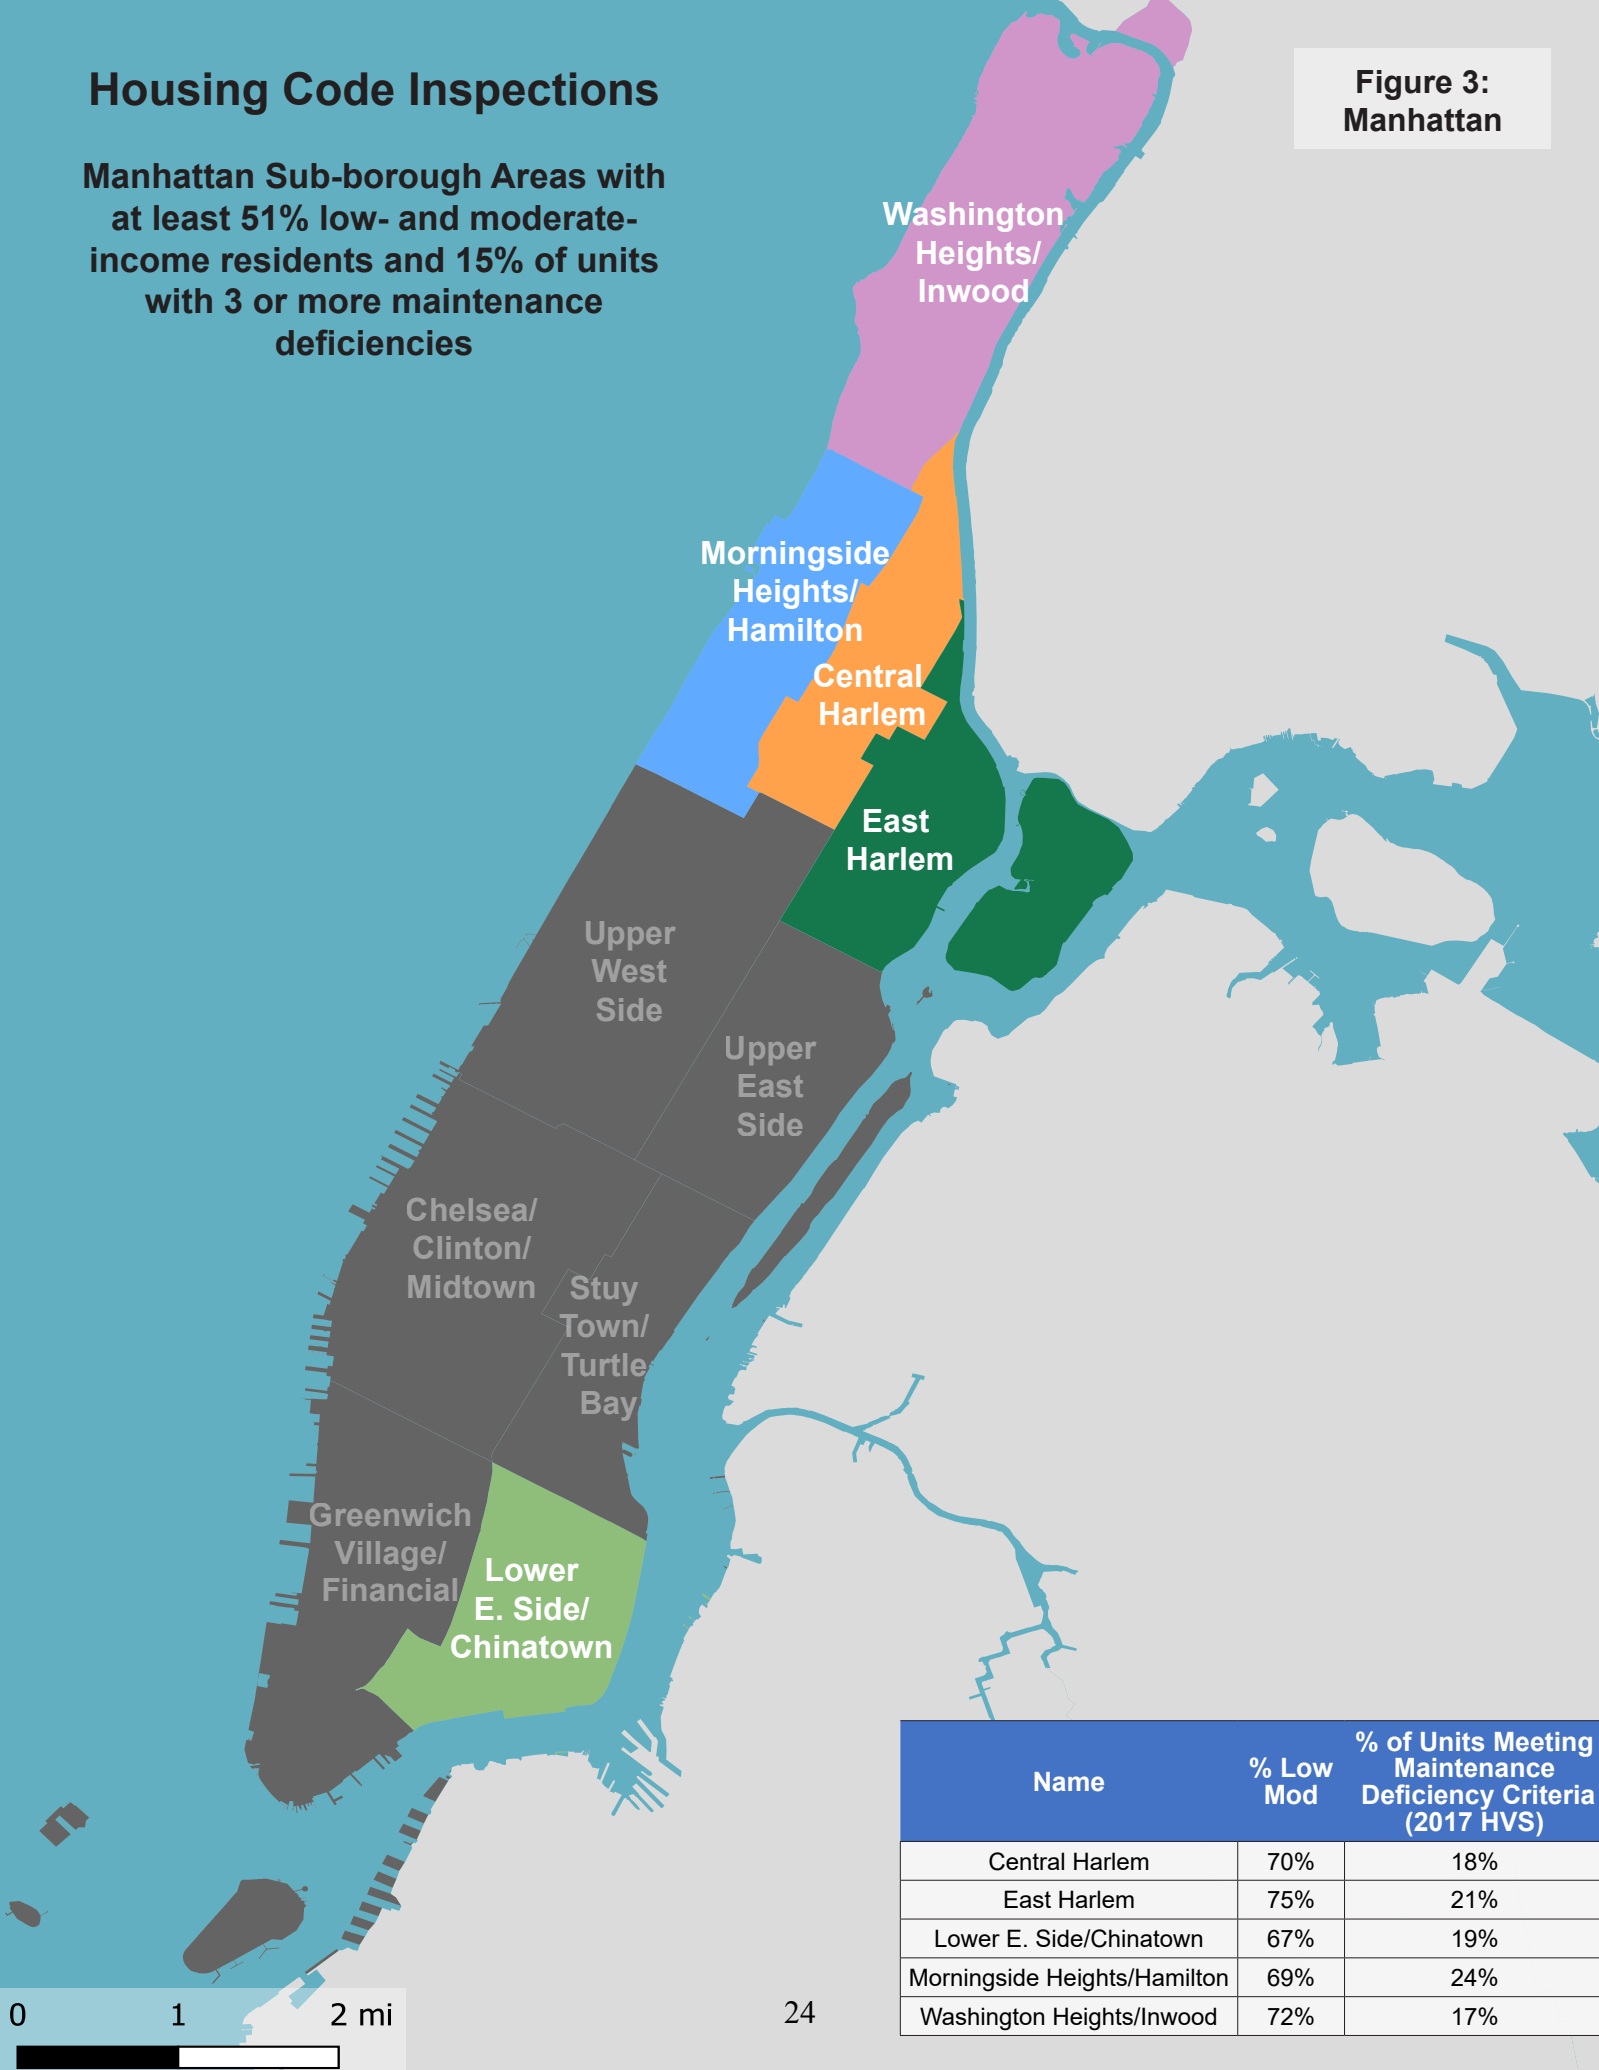 Housing Code Inspections
Manhattan Sub-borough Areas with
at least 51% low- and moderate-
income residents and 15% of units
with 3 or more maintenance
deficiencies
Figure 3:
Manhattan
Washington
Heights/
Inwood
Morningside
Heights/
Hamilton
Central
Harlem
East
Harlem
Upper
West
Side
Upper
East
Side
Chelsea/
Clinton/
Midtown
Stuy
Town/
Turtle
Bay
Greenwich
Village/
Financial
Lower
E. Side/
Chinatown
Name % Low Mod % of Units Meeting Maintenance Deficiency Criteria (2017 HVS)
Central Harlem 70% 18%
East Harlem 75% 21%
Lower E. Side/Chinatown 67% 19%
Morningside Heights/Hamilton 69% 24%
Washington Heights/Inwood 72% 17%
0 1 2 mi
24